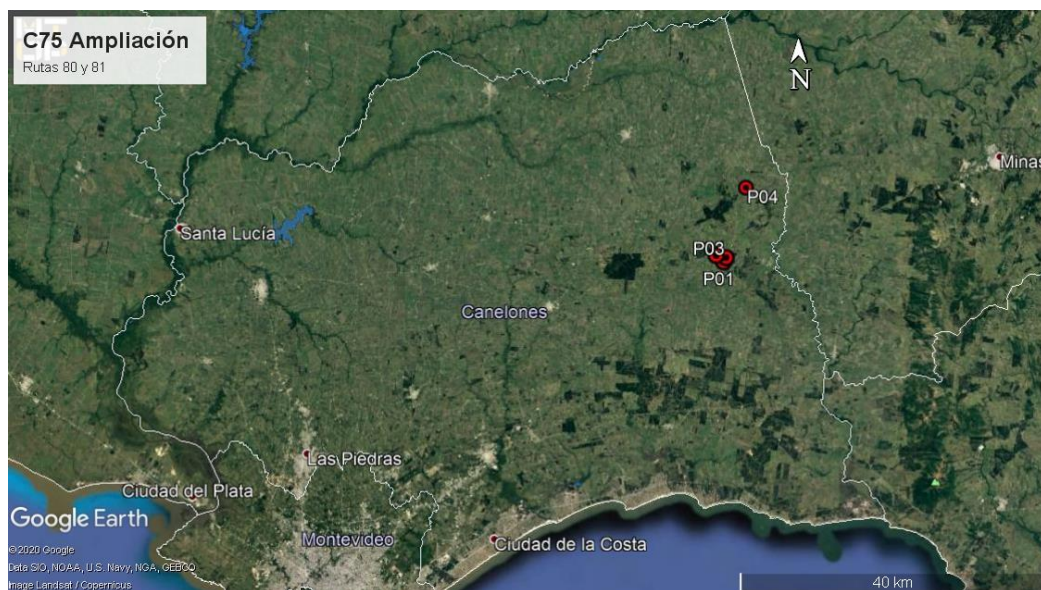 C75 Ampliación
Rutas 80 y 81
N
Minas
P04
Santa Lucía
P03
P01
Canelones
Las Piedras
Ciudad del Plata
Google Earth
Montevideo
Ciudad de la Costa
©2020 Google
Data SIO, NOAA, U.S. Navy, NGA, GEBCO
Image Landsat / Copernicus
40 km